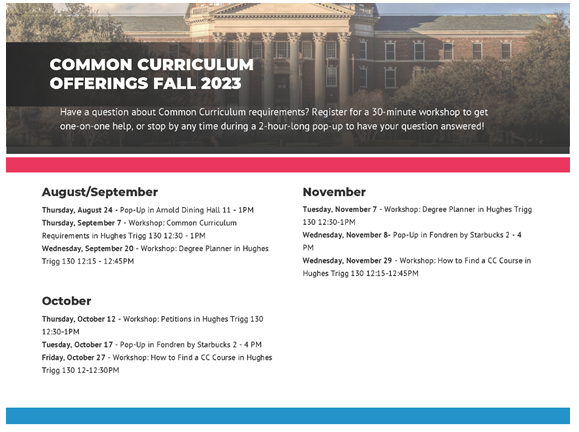 COMMON CURRICULUM
OFFERINGS FALL 2023
Have a question about Common Curriculum requirements? Register for a 30-minute workshop to get
one-on-one help, or stop by any time during a 2-hour-long pop-up to have your question answered!
August/September
Thursday, August 24 - Pop-Up in Arnold Dining Hall 11 - 1PM
Thursday, September 7 - Workshop: Common Curriculum
Requirements in Hughes Trigg 130 12:30 - 1PM
Wednesday, September 20 - Workshop: Degree Planner in Hughes
Trigg 130 12:15 - 12:45PM
October
Thursday, October 12 - Workshop: Petitions in Hughes Trigg 130
12:30-1PM
Tuesday, October 17 - Pop-Up in Fondren by Starbucks 2 - 4 PM
Friday, October 27 - Workshop: How to Find a CC Course in Hughes
Trigg 130 12-12:30PM
November
Tuesday, November 7 - Workshop: Degree Planner in Hughes Trigg
130 12:30-1PM
Wednesday, November 8- Pop-Up in Fondren by Starbucks 2 - 4
PM
Wednesday, November 29 - Workshop: How to Find a CC Course in
Hughes Trigg 130 12:15-12:45PM